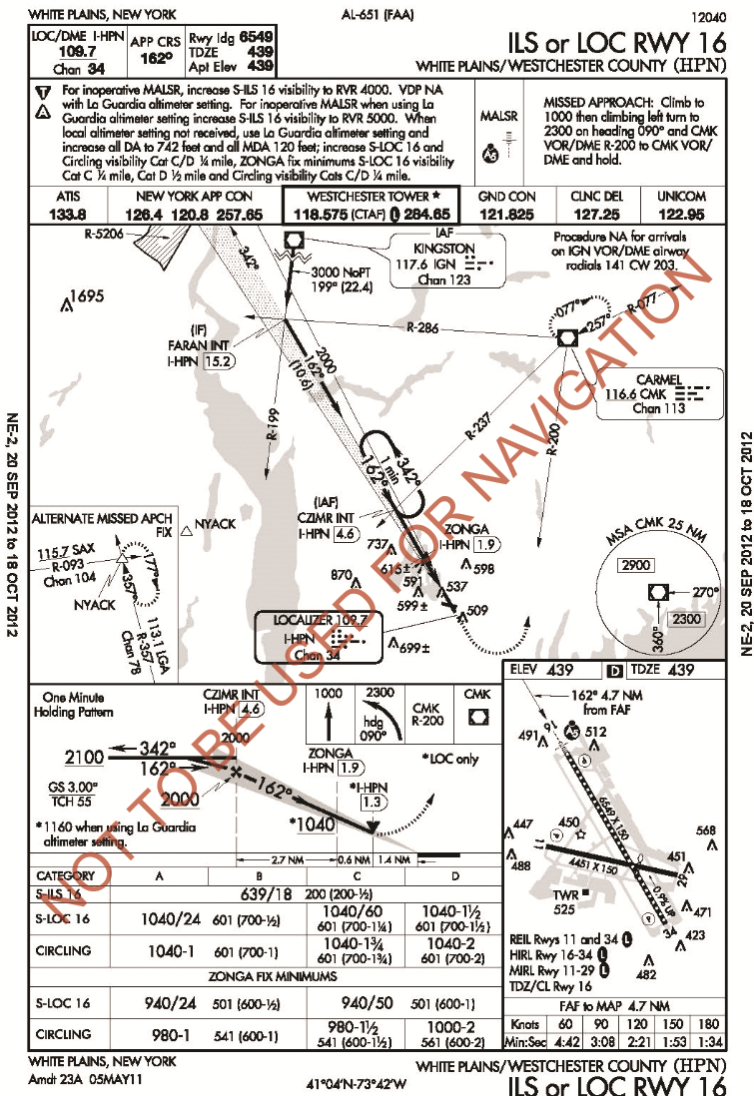 WHITE PLAINS, NEW YORK
AL-651 (FAA)
12040
LOC/DME I-HPN
109.7
Chan 34
APP CRS
162°
Rwy ldg 6549
TDZE 439
Apt Elev 439
ILS or LOC RWY 16
WHITE PLAINS/WESTCHESTER COUNTY (HPN)
T
A
For inoperative MALSR, increase S-ILS 16 visibility to RVR 4000. VDP NA
with La Guardia altimeter setting. For inoperative MALSR when using La
Guardia altimeter setting increase S-ILS 16 visibility to RVR 5000. When
local altimeter setting not received, use La Guardia altimeter setting and
increase all DA to 742 feet and all MDA 120 feet; increase S-LOC 16 and
Circling visibility Cat C/D ¼ mile, ZONGA fix minimums S-LOC 16 visibility
Cat C ¼ mile, Cat D ½ mile and Circling visibility Cats C/D ¼ mile.
MALSR
A5
MISSED APPROACH: Climb to
1000 then climbing left turn to
2300 on heading 090° and CMK
VOR/DME R-200 to CMK VOR/
DME and hold.
ATIS
133.8
NEW YORK APP CON
126.4 120.8 257.65
WESTCHESTER TOWER *
118.575 (CTAF) L 284.65
GND CON
121.825
CLNC DEL
127.25
UNICOM
122.95
R-5206
342°
IAF
KINGSTON
117.6 IGN
Chan 123
3000 NoPT
199° (22.4)
Procedure NA for arrivals
on IGN VOR/DME airway
radials 141 CW 203.
1695
(IF)
FARAN INT
I-HPN 15.2
2000
162°
(10.6)
R-286
077°
257°
R-077
CARMEL
116.6 CMK
Chan 113
R-199
R-237
R-200
1 min
162°
342°
(IAF)
CZIMR INT
I-HPN 4.6
ZONGA
I-HPN 1.9
ALTERNATE MISSED APCH
FIX
NYACK
115.7 SAX
R-093
Chan 104
NYACK
177°
357°
113.1 LGA
R-357
Chan 78
737
615±
591
598
870
537
599±
509
699±
LOCALIZER 109.7
I-HPN
Chan 34
MSA CMK 25 NM
2900
270°
2300
360°
NE-2, 20 SEP 2012 to 18 OCT 2012
NE-2, 20 SEP 2012 to 18 OCT 2012
NOT TO BE USED FOR NAVIGATION
One Minute
Holding Pattern
CZIMR INT
I-HPN 4.6
2000
1000
2300
hdg
090°
CMK
R-200
CMK
2100
342°
162°
ZONGA
I-HPN 1.9
*LOC only
GS 3.00°
TCH 55
2000
162°
*I-HPN
1.3
*1040
*1160 when using La Guardia
altimeter setting.
2.7 NM
0.6 NM
1.4 NM
CATEGORY A B C D
S-ILS 16 639/18 200 (200-½)
S-LOC 16 1040/24 601 (700-½) 1040/60 601 (700-1¼) 1040-1½ 601 (700-1½)
CIRCLING 1040-1 601 (700-1) 1040-1¾ 601 (700-1¾) 1040-2 601 (700-2)
ZONGA FIX MINIMUMS
S-LOC 16 940/24 501 (600-½) 940/50 501 (600-1)
CIRCLING 980-1 541 (600-1) 980-1½ 541 (600-1½) 1000-2 561 (600-2)
ELEV 439
D
TDZE 439
162° 4.7 NM
from FAF
491
16
A5
512
6549 X 150
447
450
568
11
488
4451 X 150
451
29
0.9% UP
TWR
525
471
34
423
482
REIL Rwys 11 and 34 L
HIRL Rwy 16-34 L
MIRL Rwy 11-29 L
TDZ/CL Rwy 16
FAF to MAP 4.7 NM
Knots 60 90 120 150 180
Min:Sec 4:42 3:08 2:21 1:53 1:34
WHITE PLAINS, NEW YORK
Amdt 23A 05MAY11
41°04'N-73°42'W
WHITE PLAINS/WESTCHESTER COUNTY (HPN)
ILS or LOC RWY 16